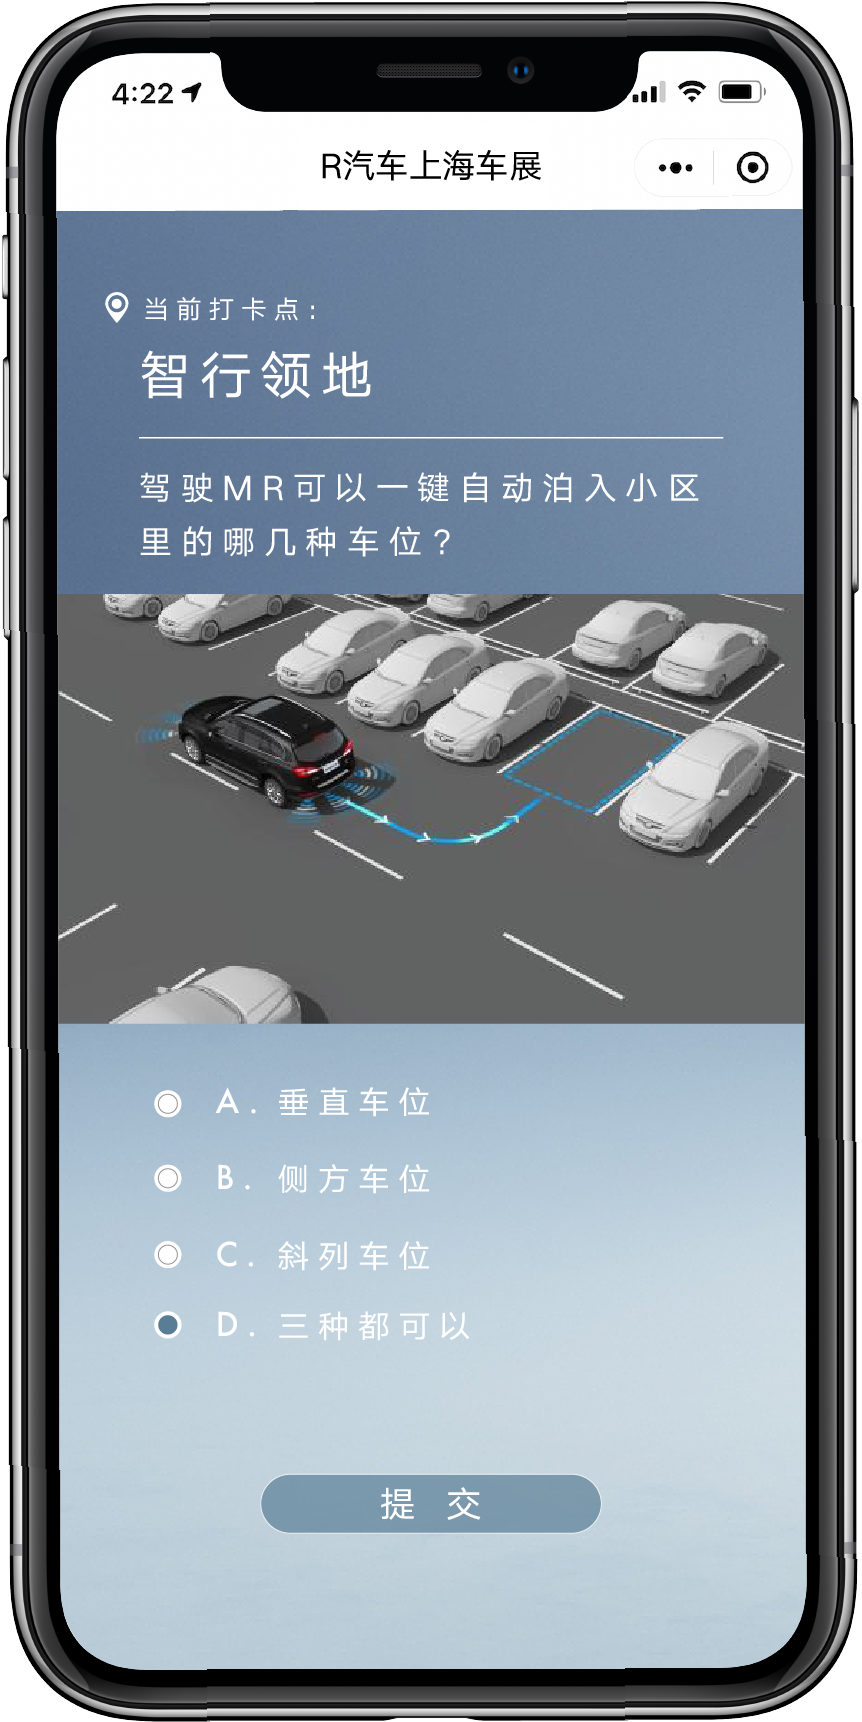 4:22
R汽车上海车展
当前打卡点:
智行领地
驾驶MR可以一键自动泊入小区
里的哪几种车位?
A. 垂直车位
B. 侧方车位
C. 斜列车位
D. 三种都可以
提 交